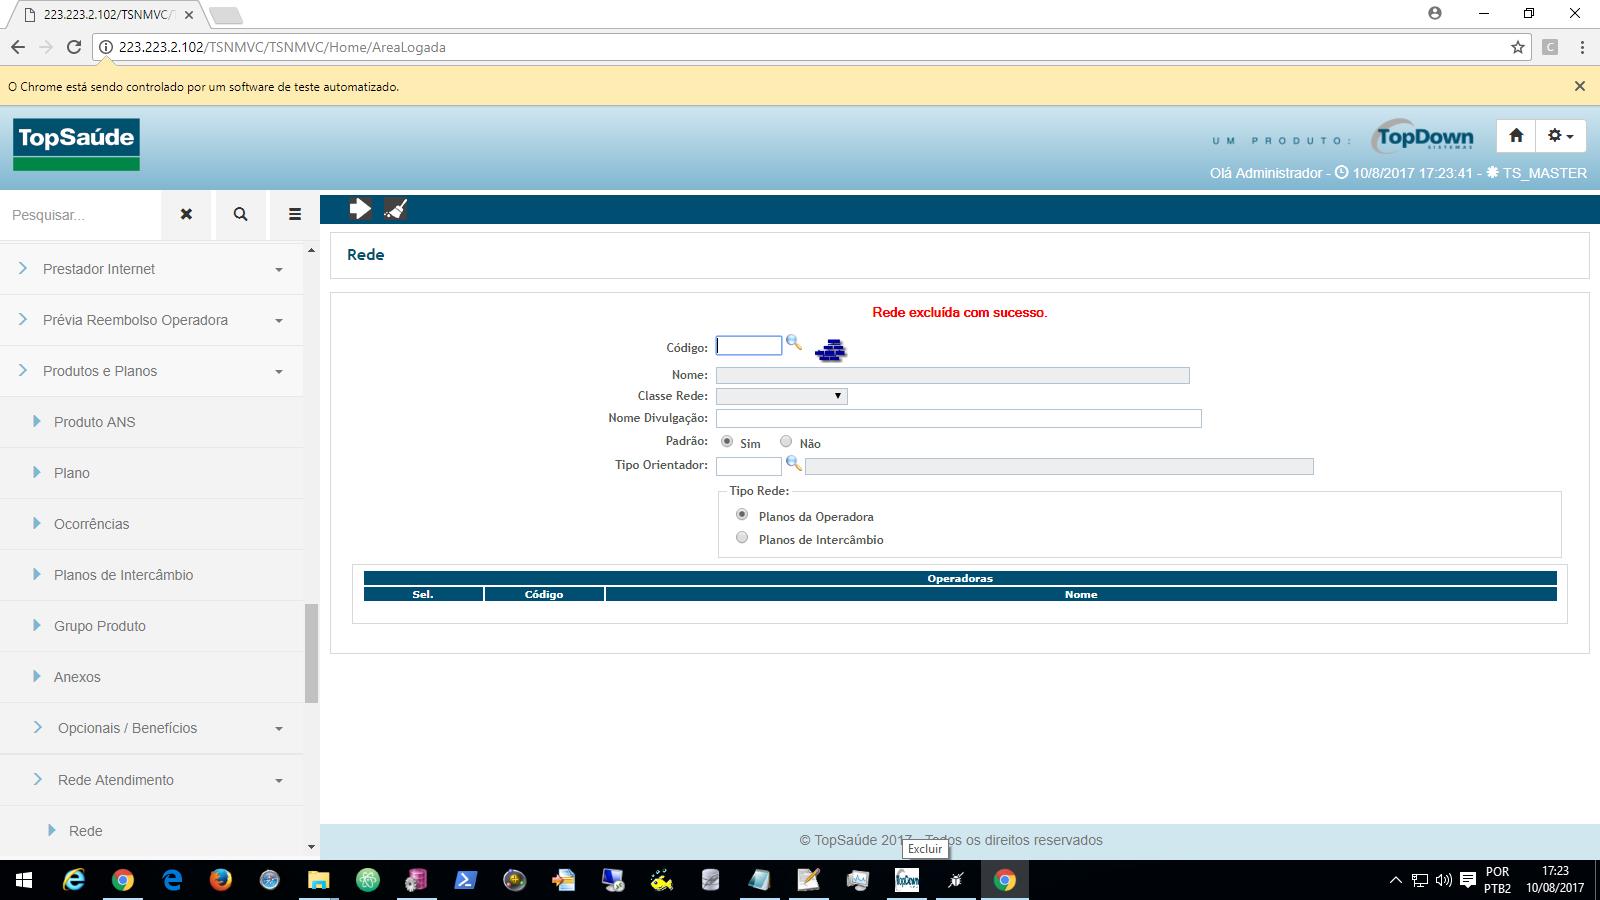 223.223.2.102/TSNMVC/T
223.223.2.102/TSNMVC/TSNMVC/Home/AreaLogada
O Chrome está sendo controlado por um software de teste automatizado.
TopSaúde
UM PRODUTO:
TopDown
SISTEMAS
Olá Administrador - 10/8/2017 17:23:41 - TS_MASTER
Pesquisar...
Prestador Internet
Prévia Reembolso Operadora
Produtos e Planos
Produto ANS
Plano
Ocorrências
Planos de Intercâmbio
Grupo Produto
Anexos
Opcionais / Benefícios
Rede Atendimento
Rede
Rede
Rede excluída com sucesso.
Código:
Nome:
Classe Rede:
Nome Divulgação:
Padrão: Sim Não
Tipo Orientador:
Tipo Rede:
Planos da Operadora
Planos de Intercâmbio
Operadoras
Sel. Código Nome
© TopSaúde 2017 - Todos os direitos reservados
Excluir
TopDown
POR
PTB2
17:23
10/08/2017